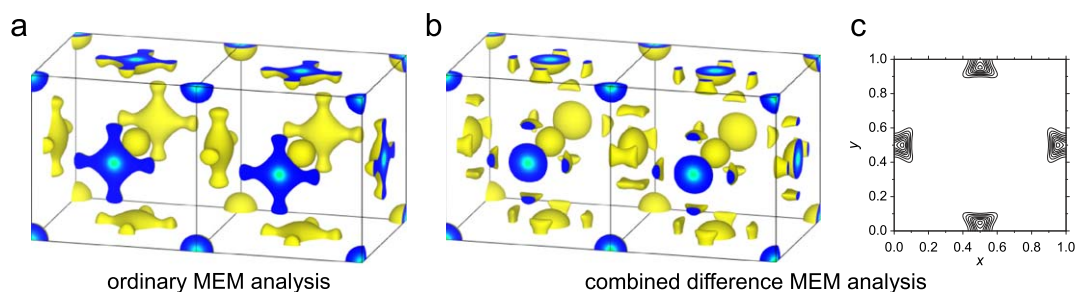 a
b
c
1.0
0.8
0.6
y
0.4
0.2
0.0
0.0 0.2 0.4 0.6 0.8 1.0
x
ordinary MEM analysis
combined difference MEM analysis